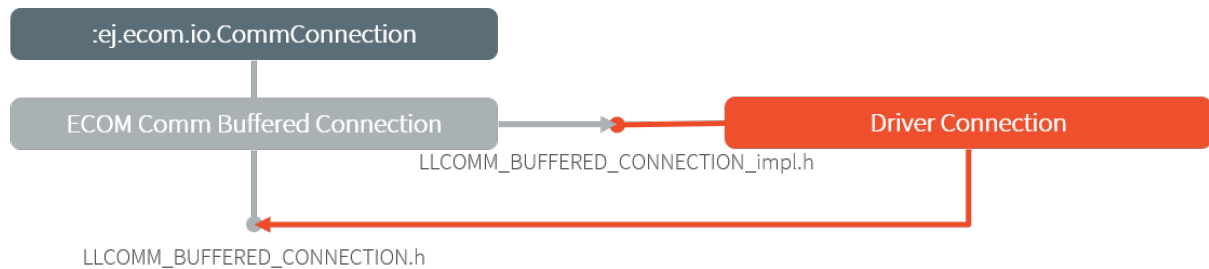 :ej.ecom.io.CommConnection
ECOM Comm Buffered Connection
Driver Connection
LLCOMM_BUFFERED_CONNECTION_impl.h
LLCOMM_BUFFERED_CONNECTION.h